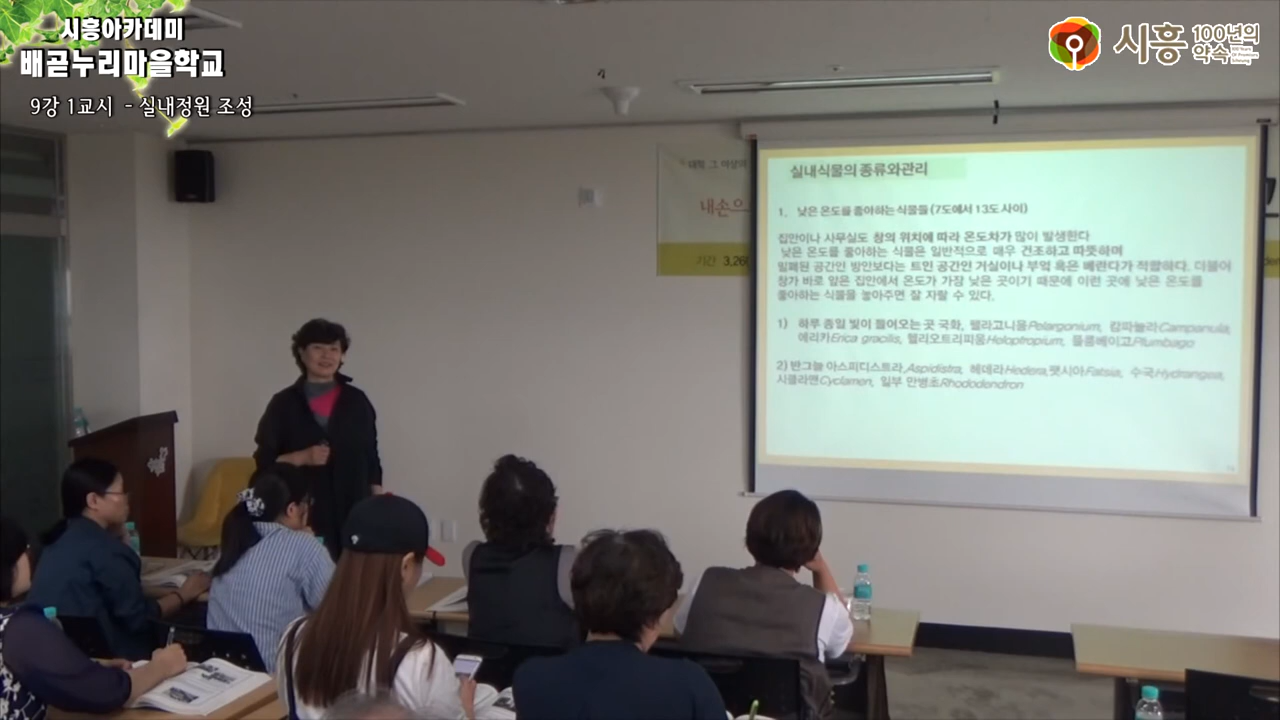 시흥아카데미
배곧누리마을학교
9강 1교시 - 실내정원 조성
시흥 100년의 약속
대학, 그 이상의
내손으
기간 3.26(
실내식물의 종류와관리
1. 낮은 온도를 좋아하는 식물들 (7도에서 13도 사이)
집안이나 사무실도 창의 위치에 따라 온도차가 많이 발생한다
낮은 온도를 좋아하는 식물은 일반적으로 매우 건조하고 따뜻하며
밀폐된 공간인 방안보다는 트인 공간인 거실이나 부엌 혹은 베란다가 적합하다. 더불어
창가 바로 앞은 집안에서 온도가 가장 낮은 곳이기 때문에 이런 곳에 낮은 온도를
좋아하는 식물을 놓아주면 잘 자랄 수 있다.
1) 하루 종일 빛이 들어오는 곳 국화, 펠라고니움Pelargonium, 캄파눌라Campanula,
에리카Erica gracilis, 헬리오트리피움Heloptropium, 플룸베이고Plumbago
2) 반그늘 아스피디스트라Aspidistra, 헤데라Hedera,팻시아Fatsia, 수국Hydrangea,
시클라멘Cyclamen, 일부 만병초Rhododendron